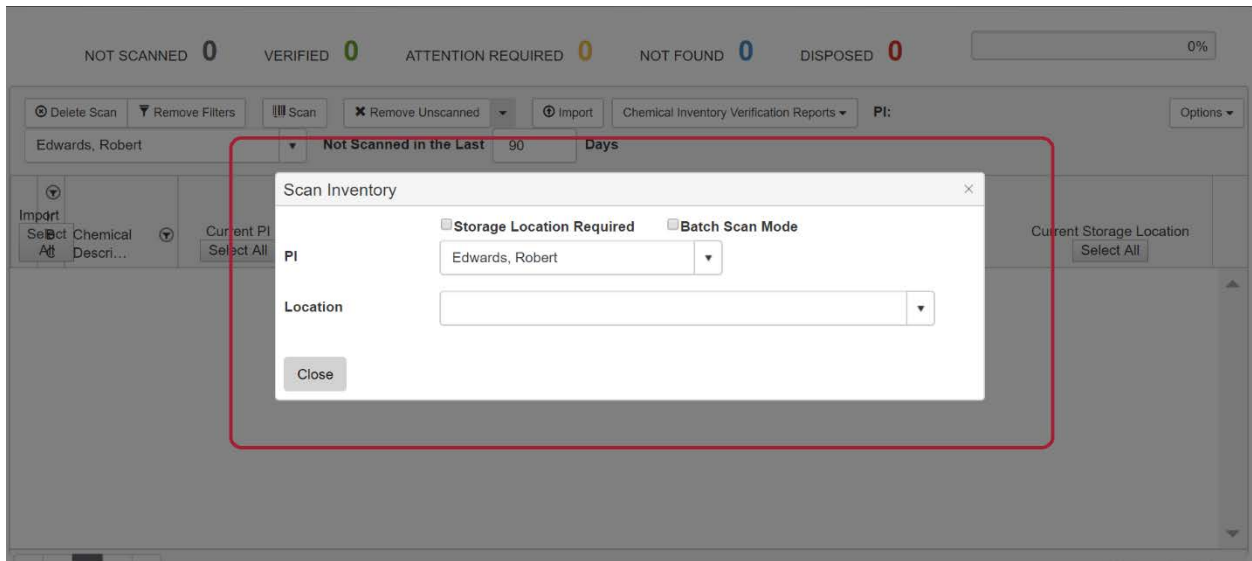 NOT SCANNED 0 VERIFIED 0 ATTENTION REQUIRED 0 NOT FOUND 0 DISPOSED 0 0%
Delete Scan Remove Filters Scan Remove Unscanned Import Chemical Inventory Verification Reports PI: Options
Edwards, Robert Not Scanned in the Last 90 Days
Scan Inventory ×
Storage Location Required Batch Scan Mode
PI Edwards, Robert
Location
Close
Import
Select All
Chemical
Descri...
Current PI
Select All
Current Storage Location
Select All